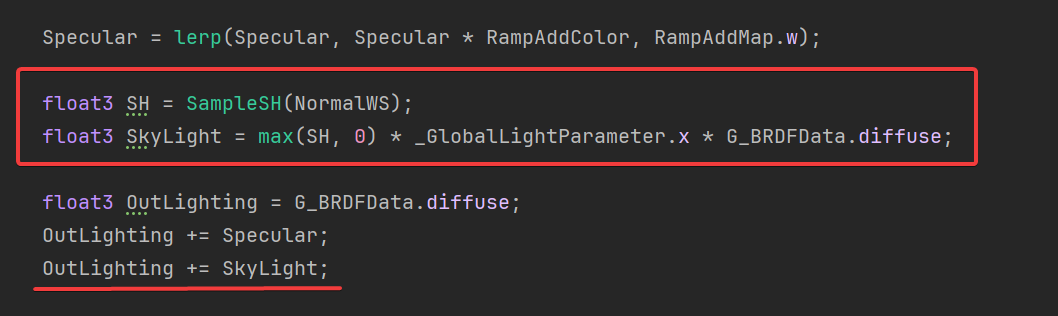 Specular = lerp(Specular, Specular * RampAddColor, RampAddMap.w);
float3 SH = SampleSH(NormalWS);
float3 SkyLight = max(SH, 0) * _GlobalLightParameter.x * G_BRDFData.diffuse;
float3 OutLighting = G_BRDFData.diffuse;
OutLighting += Specular;
OutLighting += SkyLight;